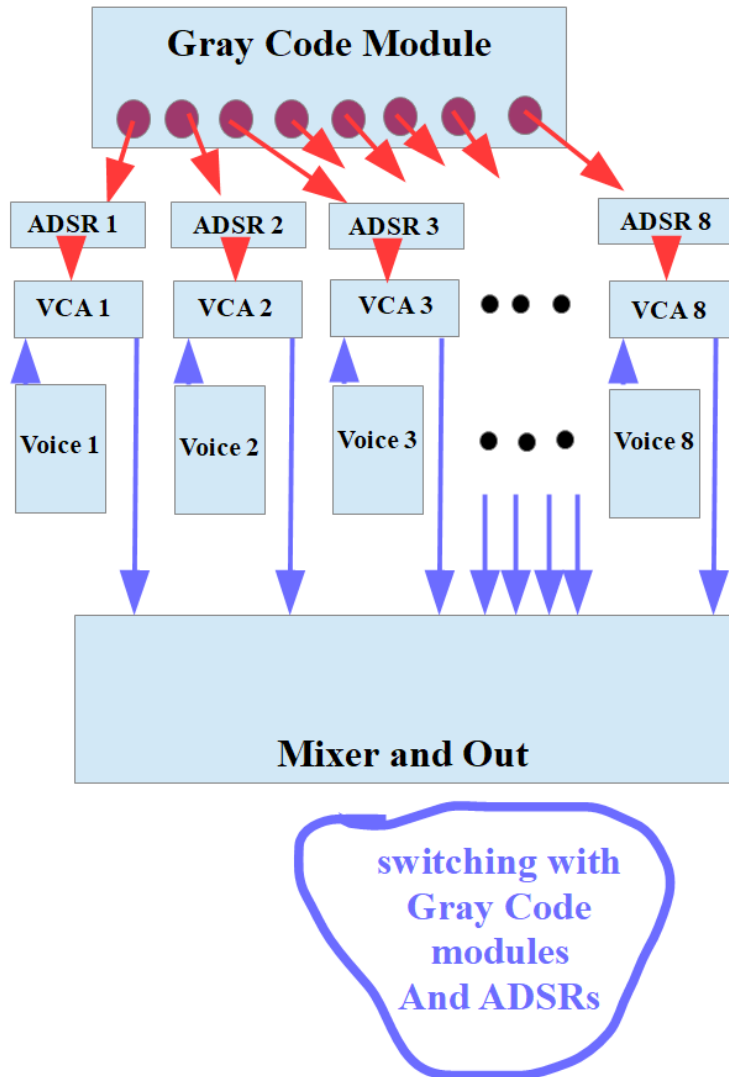 Gray Code Module
ADSR 1
ADSR 2
ADSR 3
ADSR 8
VCA 1
VCA 2
VCA 3
VCA 8
Voice 1
Voice 2
Voice 3
Voice 8
Mixer and Out
switching with
Gray Code
modules
And ADSRs